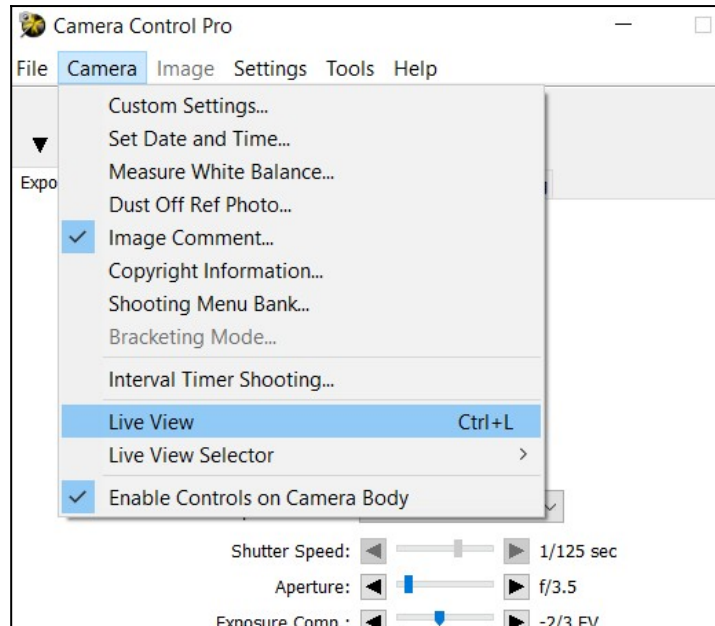 Camera Control Pro
File Camera Image Settings Tools Help
Custom Settings...
Set Date and Time...
Measure White Balance...
Expo
Dust Off Ref Photo...
Image Comment...
Copyright Information...
Shooting Menu Bank...
Bracketing Mode...
Interval Timer Shooting...
Live View Ctrl+L
Live View Selector
Enable Controls on Camera Body
Shutter Speed: 1/125 sec
Aperture: f/3.5
Exposure Comp.: -2/3 EV